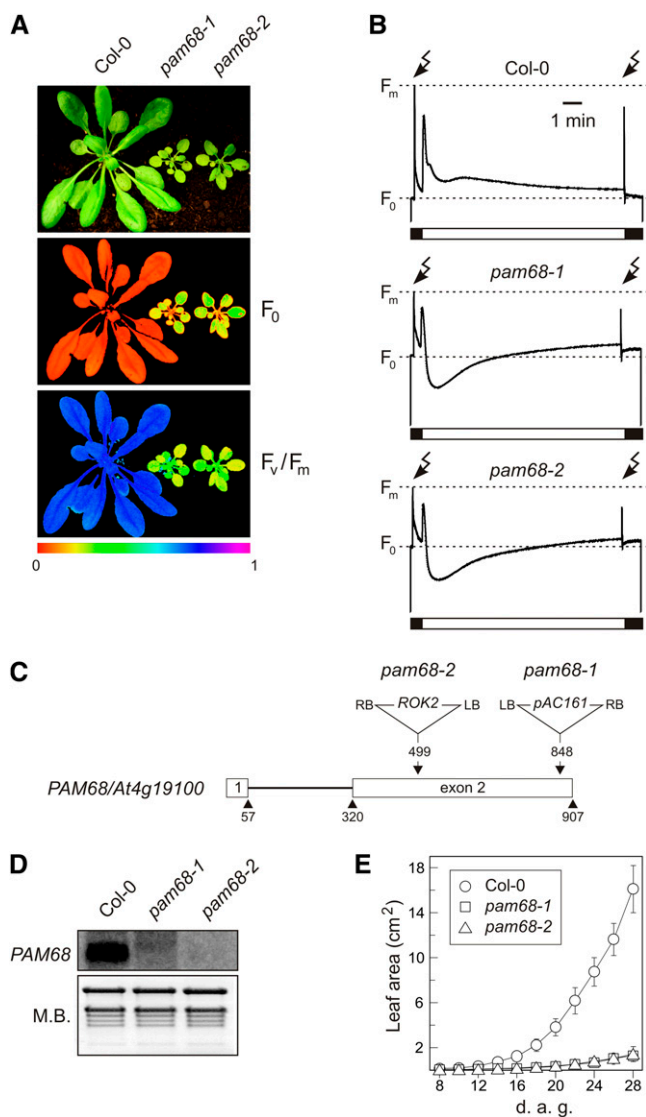 A
Col-0
pam68-1
pam68-2
F0
Fv/Fm
0
1
B
Col-0
Fm
1 min
F0
pam68-1
Fm
F0
pam68-2
Fm
F0
C
pam68-2
pam68-1
RB ROK2 LB
LB pAC161 RB
499
848
PAM68/At4g19100
1
exon 2
57
320
907
D
Col-0
pam68-1
pam68-2
PAM68
M.B.
E
Leaf area (cm2)
18
14
10
6
2
Col-0
pam68-1
pam68-2
8
12
16
20
24
28
d. a. g.